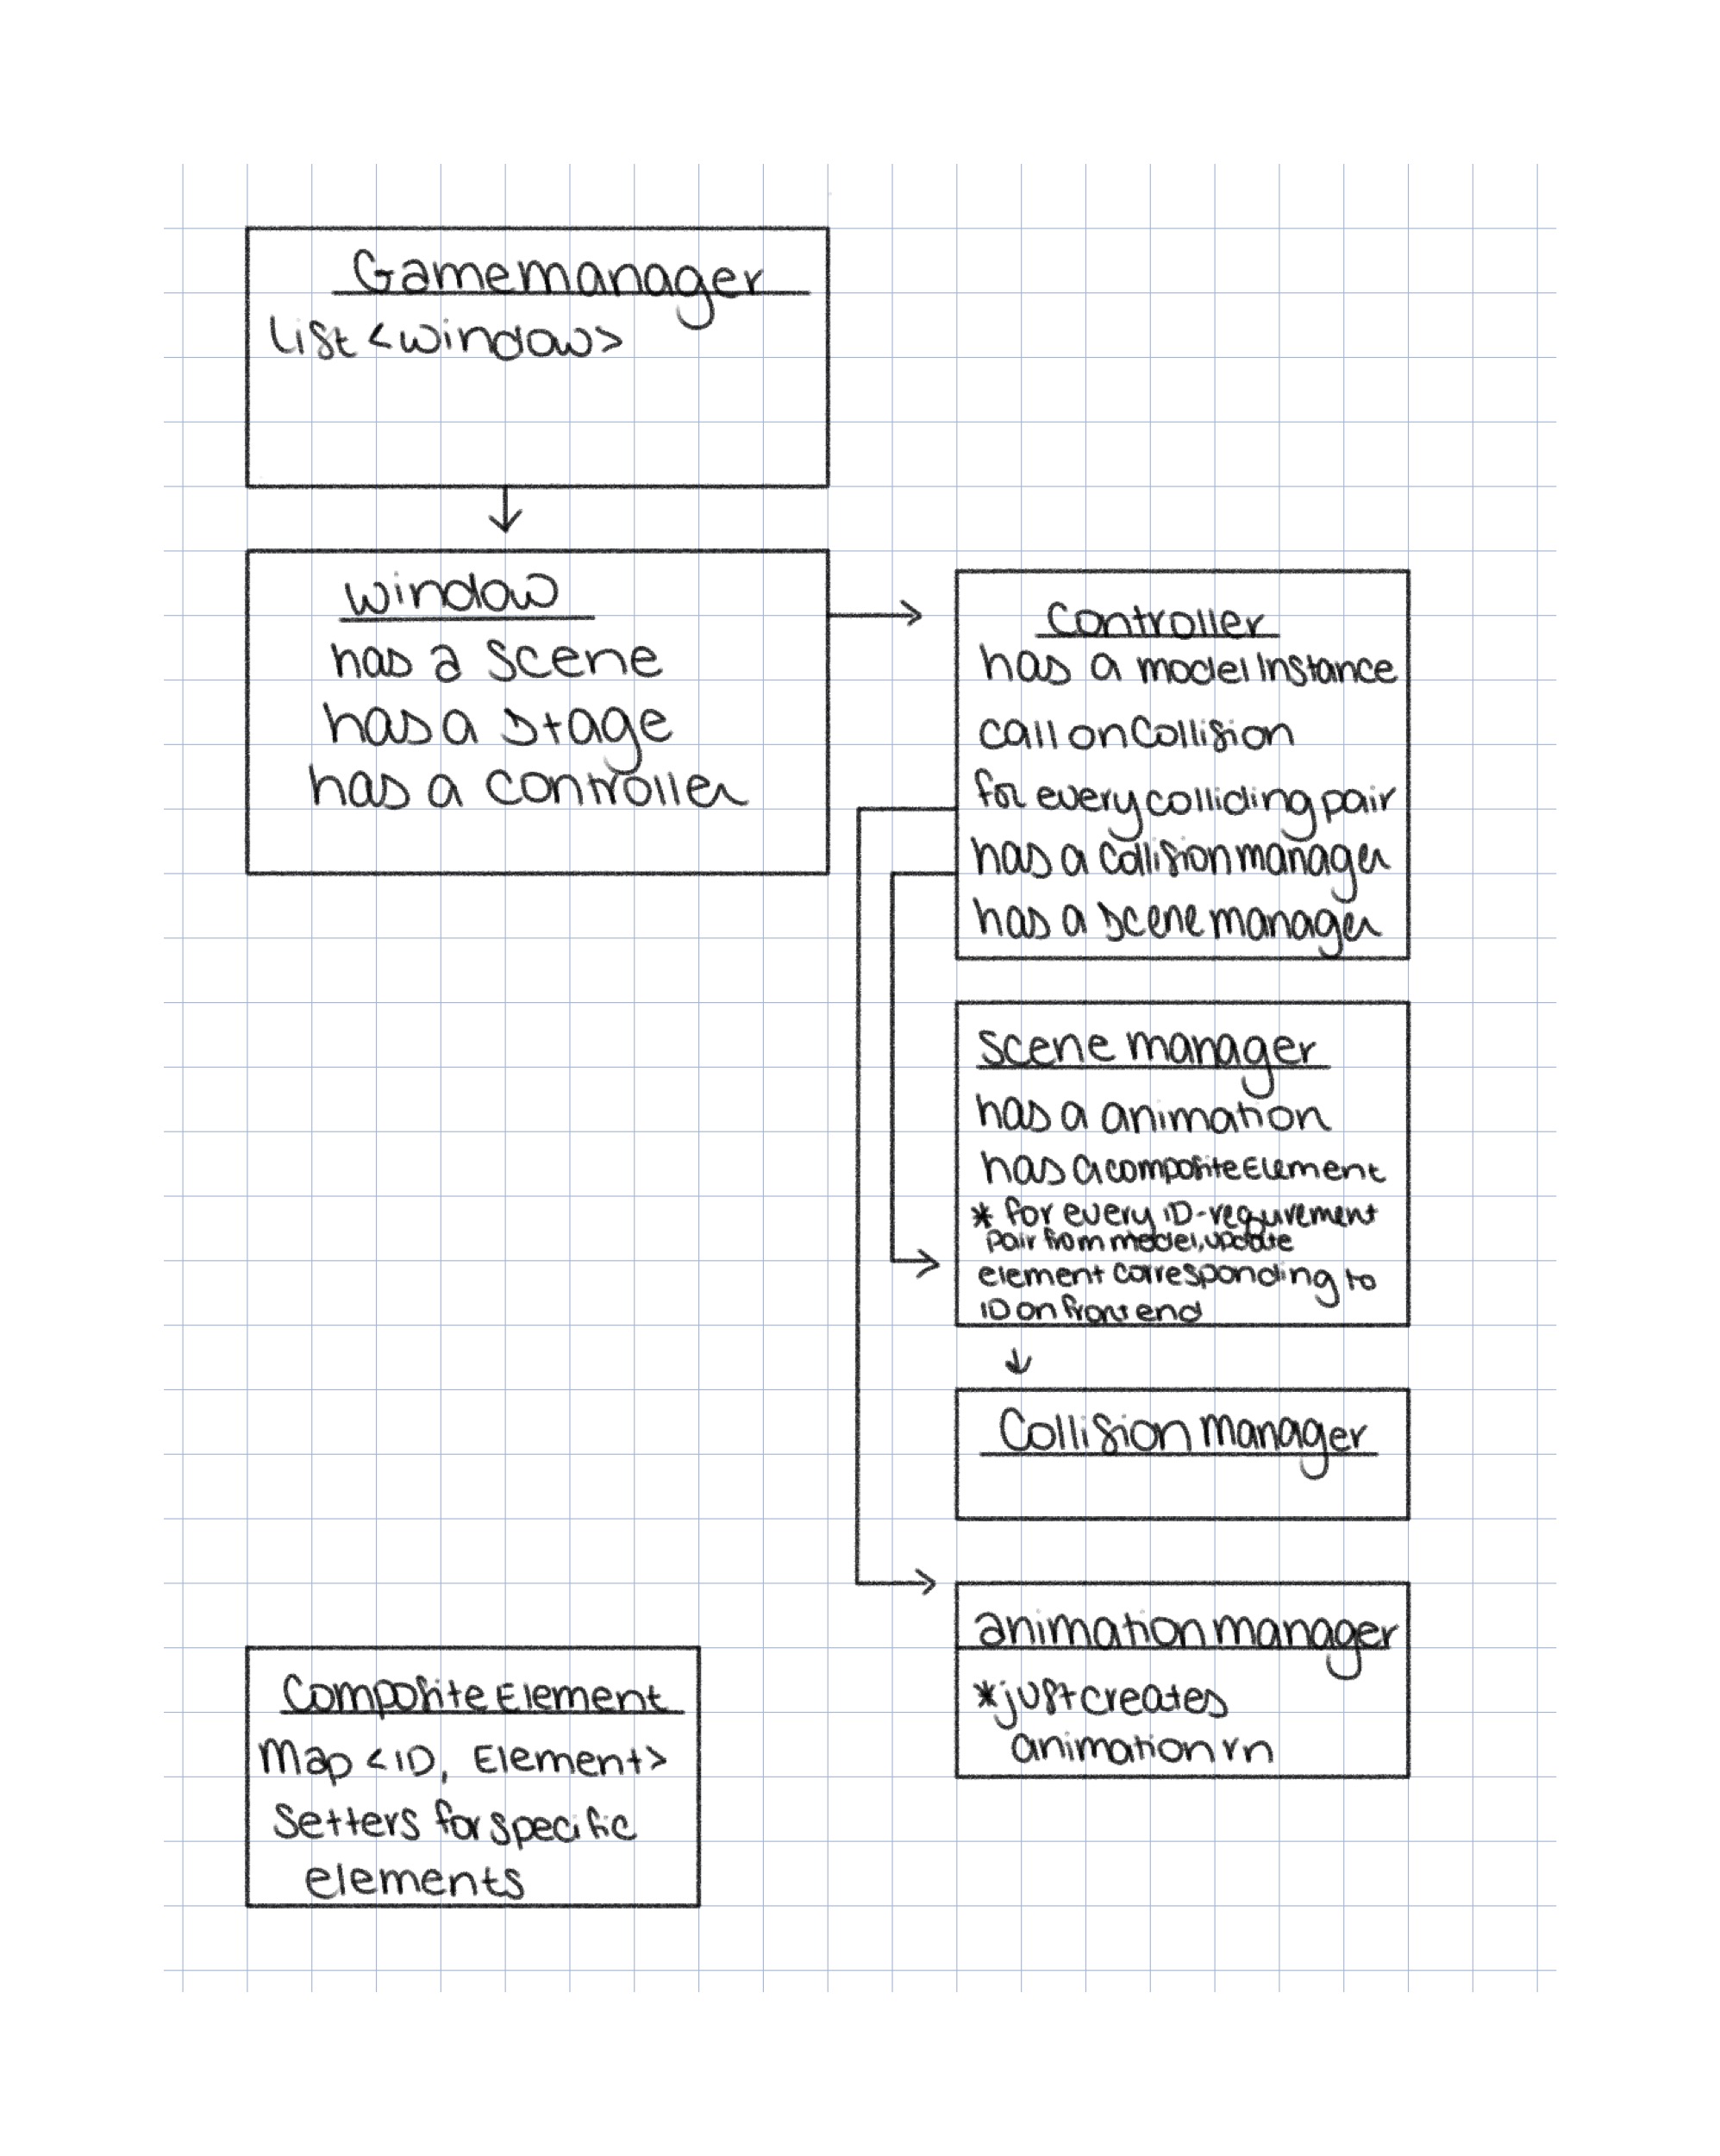 Gamemanager
List <window>
window
has a scene
has a stage
has a controller
Controller
has a model instance
call onCollision
for every colliding pair
has a collision manager
has a scene manager
scene manager
has a animation
has a compositeElement
* for every ID-requirement
pair from model, update
element corresponding to
ID on frontend
Collision manager
animation manager
*just creates
animation rn
Composite Element
Map <ID, Element>
Setters for specific
elements